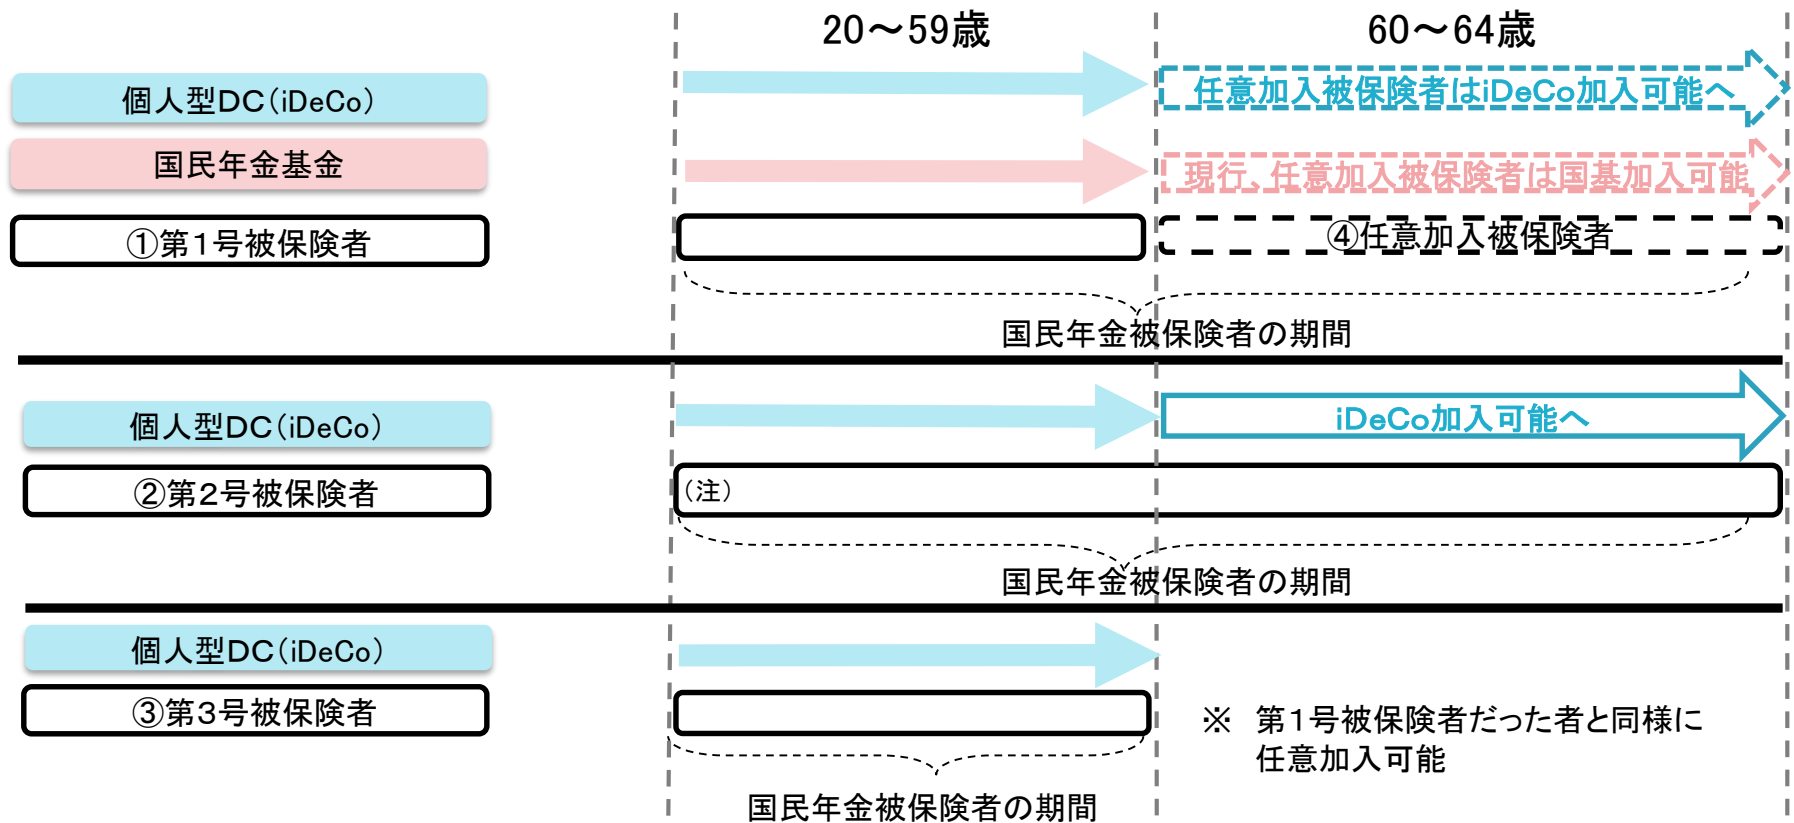 20～59歳
60～64歳
個人型DC（iDeCo）
任意加入被保険者はiDeCo加入可能へ
国民年金基金
現行、任意加入被保険者は国基加入可能
①第１号被保険者
④任意加入被保険者
国民年金被保険者の期間
個人型DC（iDeCo）
iDeCo加入可能へ
②第２号被保険者
（注）
国民年金被保険者の期間
個人型DC（iDeCo）
③第３号被保険者
※　第１号被保険者だった者と同様に
任意加入可能
国民年金被保険者の期間